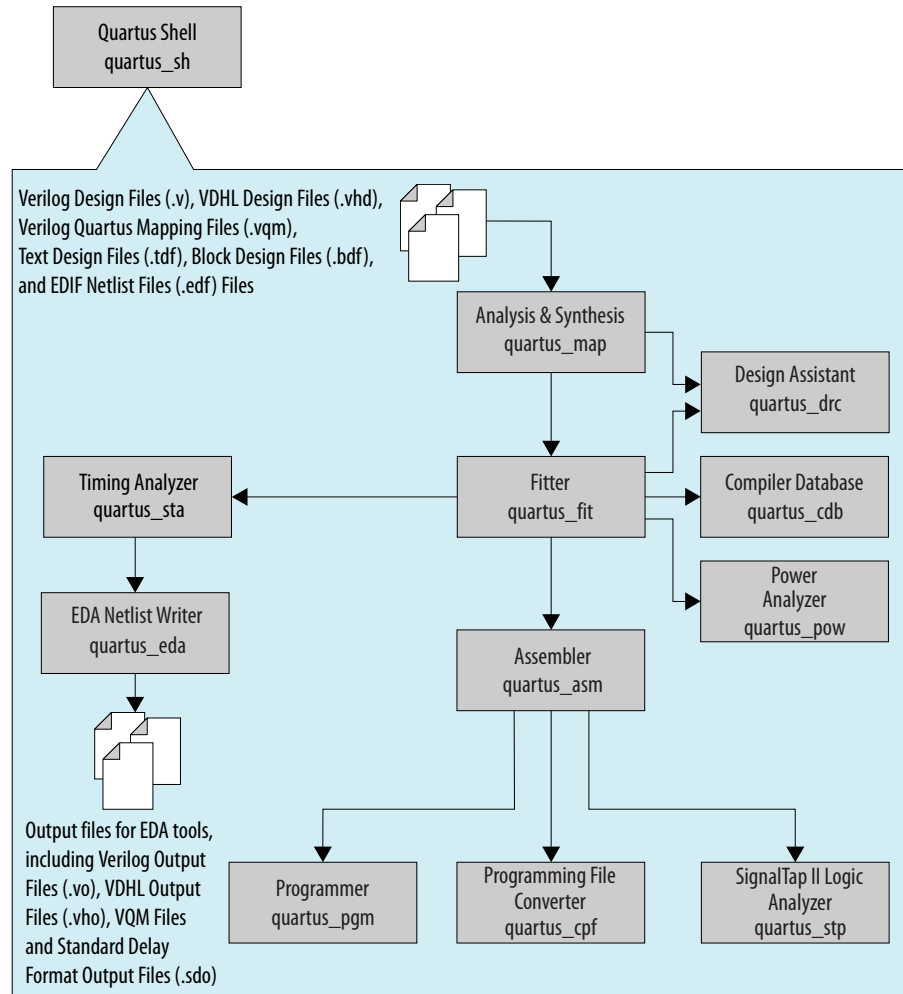 Quartus Shell
quartus_sh
Verilog Design Files (.v), VDHL Design Files (.vhd),
Verilog Quartus Mapping Files (.vqm),
Text Design Files (.tdf), Block Design Files (.bdf),
and EDIF Netlist Files (.edf) Files
Analysis & Synthesis
quartus_map
Design Assistant
quartus_drc
Timing Analyzer
quartus_sta
Fitter
quartus_fit
Compiler Database
quartus_cdb
Power
Analyzer
quartus_pow
EDA Netlist Writer
quartus_eda
Assembler
quartus_asm
Output files for EDA tools,
including Verilog Output
Files (.vo), VDHL Output
Files (.vho), VQM Files
and Standard Delay
Format Output Files (.sdo)
Programmer
quartus_pgm
Programming File
Converter
quartus_cpf
SignalTap II Logic
Analyzer
quartus_stp